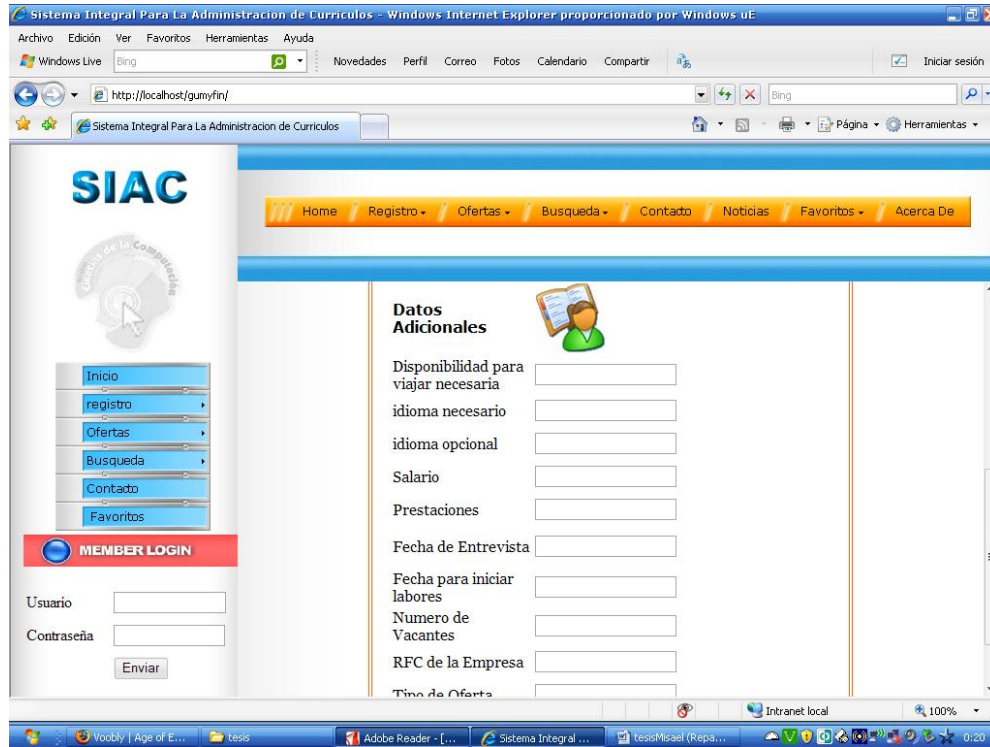 Sistema Integral Para La Administracion de Curriculos - Windows Internet Explorer proporcionado por Windows uE
Archivo Edición Ver Favoritos Herramientas Ayuda
Windows Live Bing Novedades Perfil Correo Fotos Calendario Compartir Iniciar sesión
http://localhost/gumyfin/ Bing
Sistema Integral Para La Administracion de Curriculos Página Herramientas
SIAC
Home Registro Ofertas Busqueda Contacto Noticias Favoritos Acerca De
de la Computación
Datos
Adicionales
Disponibilidad para
viajar necesaria
idioma necesario
idioma opcional
Salario
Prestaciones
Fecha de Entrevista
Fecha para iniciar
labores
Numero de
Vacantes
RFC de la Empresa
Tipo de Oferta
Inicio
registro
Ofertas
Busqueda
Contacto
Favoritos
MEMBER LOGIN
Usuario
Contraseña
Enviar
Intranet local 100%
Voobly | Age of E... tesis Adobe Reader - [... Sistema Integral ... tesisMisael (Repa... 0:20